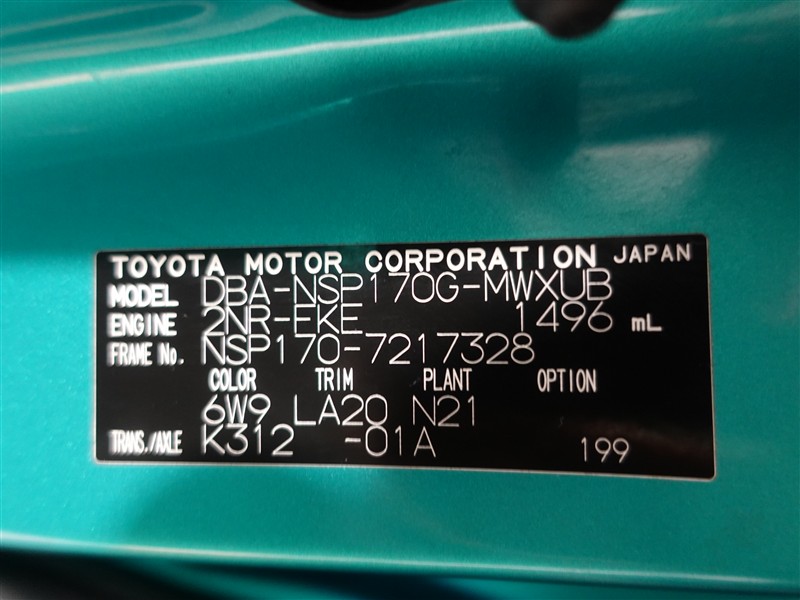 TOYOTA MOTOR CORPORATION JAPAN
MODEL DBA-NSP170G-MWXUB
ENGINE 2NR-FKE 1496 mL
FRAME No. NSP170-7217328
COLOR TRIM PLANT OPTION
6W9 LA20 N21
TRANS./AXLE K312 -01A 199